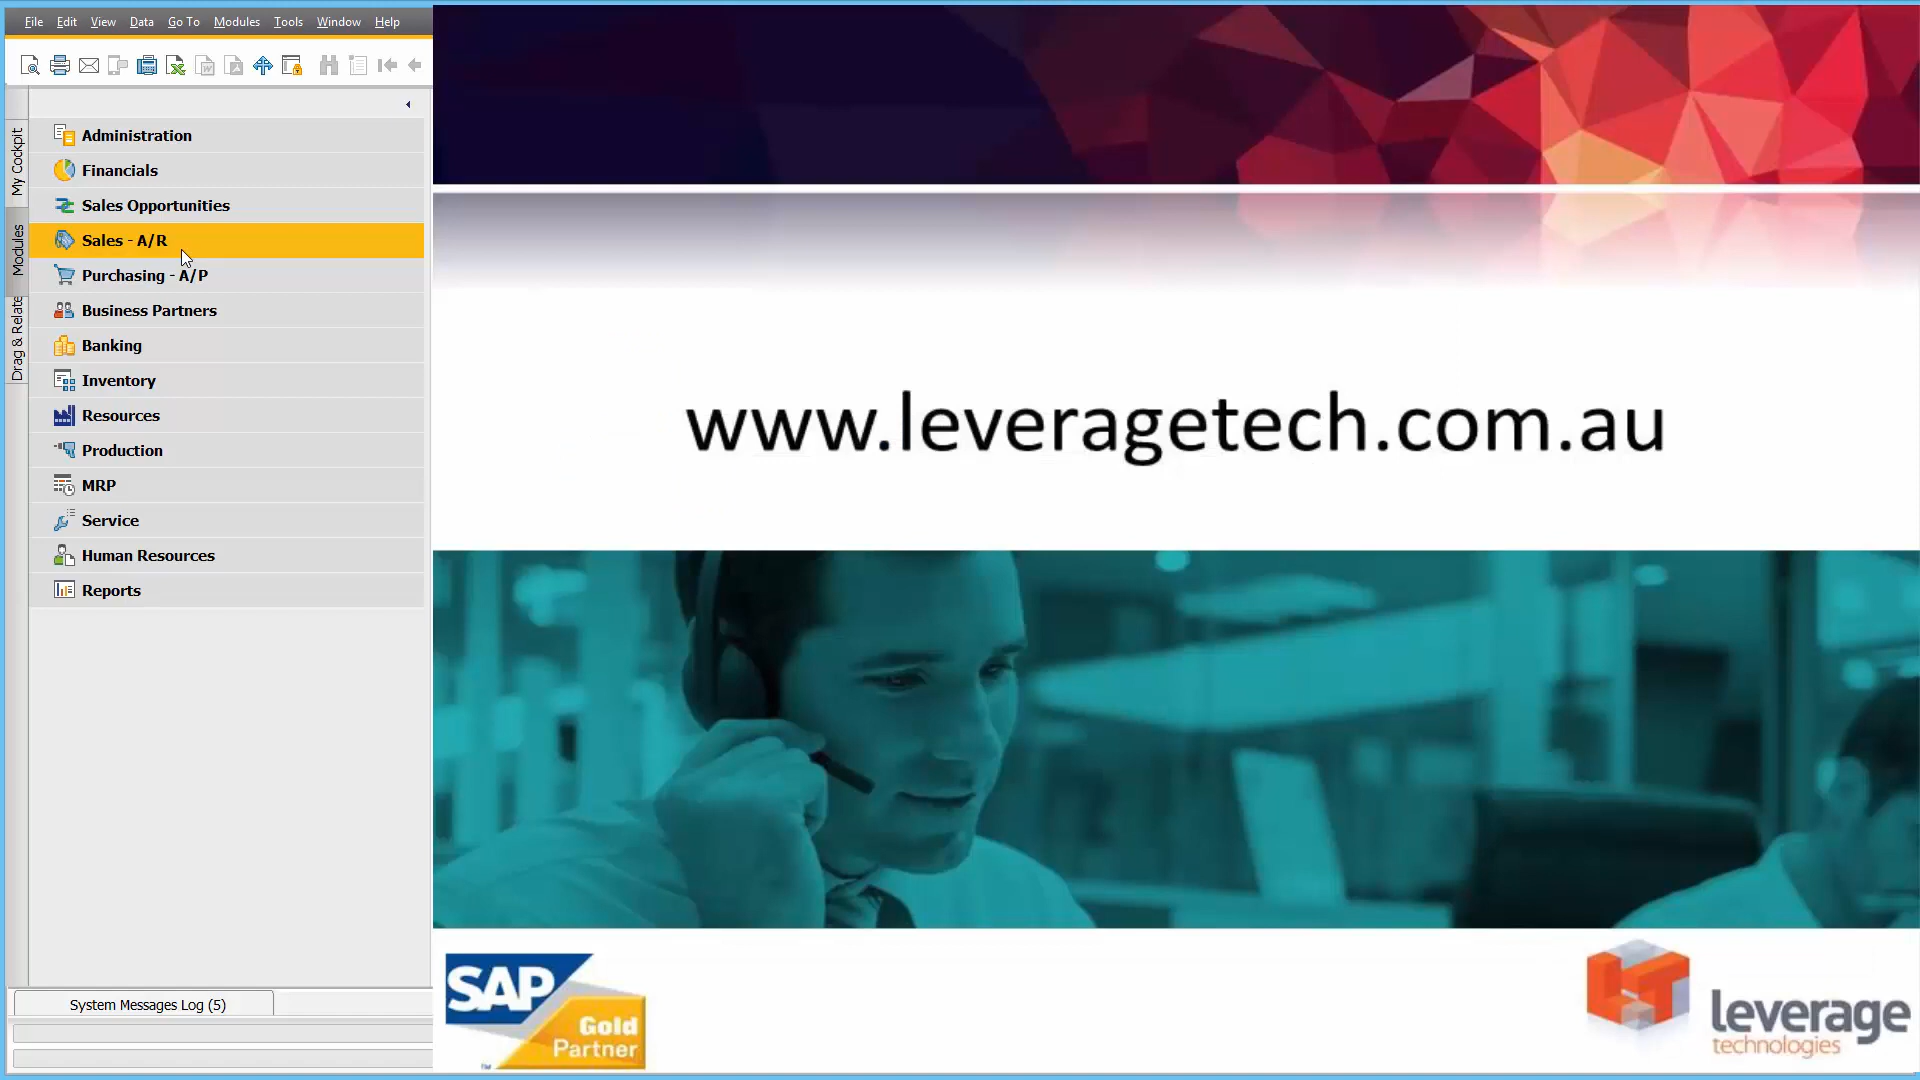 File Edit View Data Go To Modules Tools Window Help
My Cockpit
Modules
Drag & Relate
Administration
Financials
Sales Opportunities
Sales - A/R
Purchasing - A/P
Business Partners
Banking
Inventory
Resources
Production
MRP
Service
Human Resources
Reports
System Messages Log (5)
www.leveragetech.com.au
SAP
Gold
Partner
LT
leverage
technologies